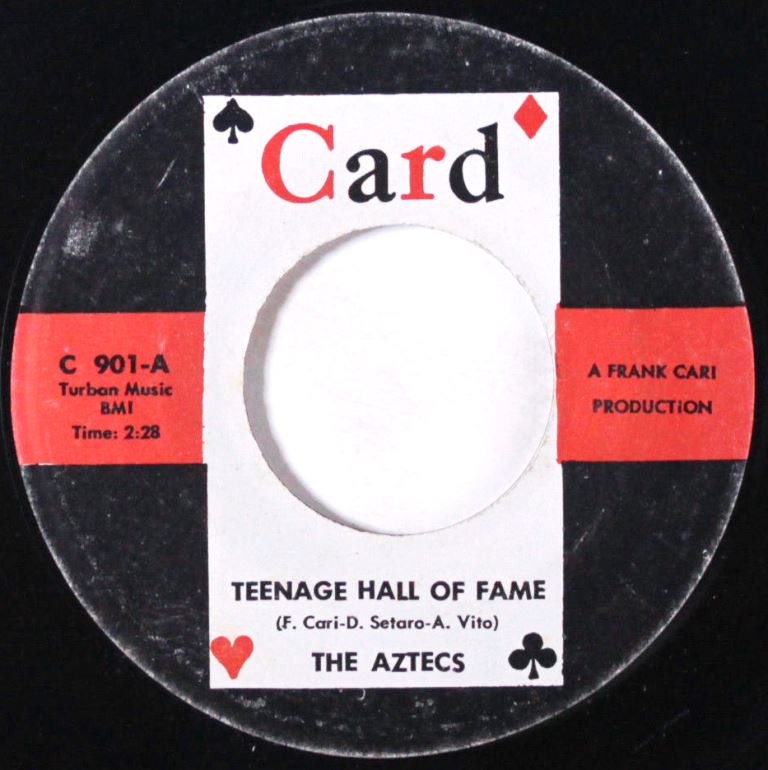 Card
C 901-A
Turban Music
BMI
Time: 2:28
A FRANK CARI
PRODUCTION
TEENAGE HALL OF FAME
(F. Cari-D. Setaro-A. Vito)
THE AZTECS